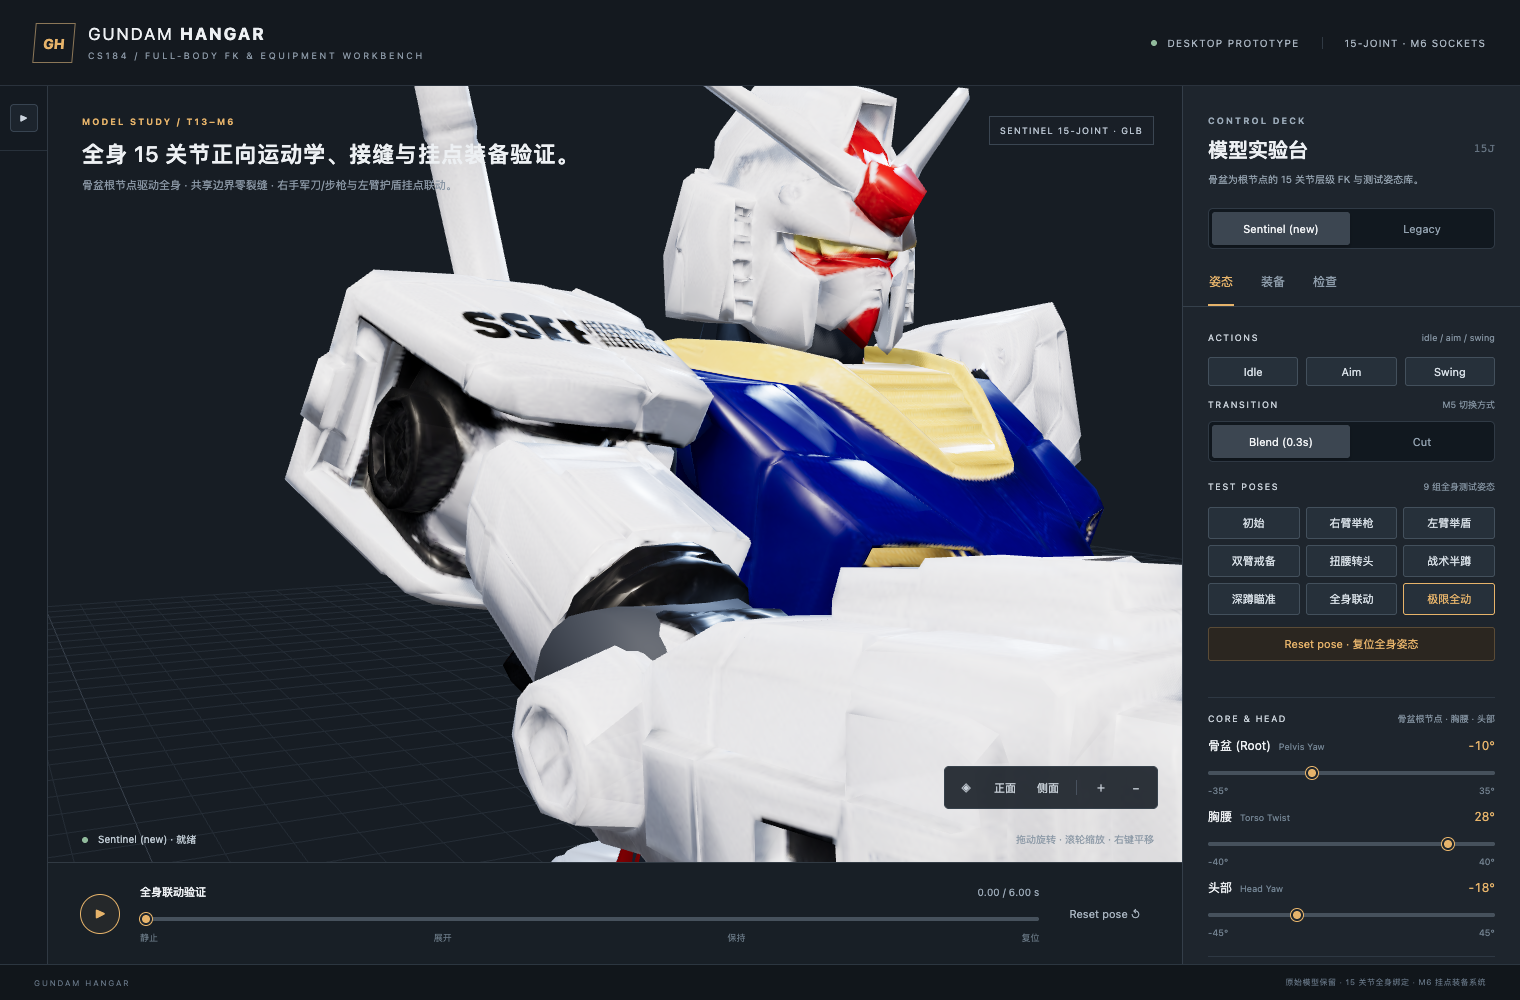 GH
GUNDAM HANGAR
CS184 / FULL-BODY FK & EQUIPMENT WORKBENCH
DESKTOP PROTOTYPE
15-JOINT · M6 SOCKETS
MODEL STUDY / T13–M6
全身 15 关节正向运动学、接缝与挂点装备验证。
骨盆根节点驱动全身 · 共享边界零裂缝 · 右手军刀/步枪与左臂护盾挂点联动。
SENTINEL 15-JOINT · GLB
正面
侧面
+
−
Sentinel (new) · 就绪
拖动旋转 · 滚轮缩放 · 右键平移
全身联动验证
0.00 / 6.00 s
静止
展开
保持
复位
Reset pose
CONTROL DECK
模型实验台
15J
骨盆为根节点的 15 关节层级 FK 与测试姿态库。
Sentinel (new)
Legacy
姿态
装备
检查
ACTIONS
idle / aim / swing
Idle
Aim
Swing
TRANSITION
M5 切换方式
Blend (0.3s)
Cut
TEST POSES
9 组全身测试姿态
初始
右臂举枪
左臂举盾
双臂戒备
扭腰转头
战术半蹲
深蹲瞄准
全身联动
极限全动
Reset pose · 复位全身姿态
CORE & HEAD
骨盆根节点 · 胸腰 · 头部
骨盆 (Root) Pelvis Yaw
-10°
-35°
35°
胸腰 Torso Twist
28°
-40°
40°
头部 Head Yaw
-18°
-45°
45°
GUNDAM HANGAR
原始模型保留 · 15 关节全身绑定 · M6 挂点装备系统